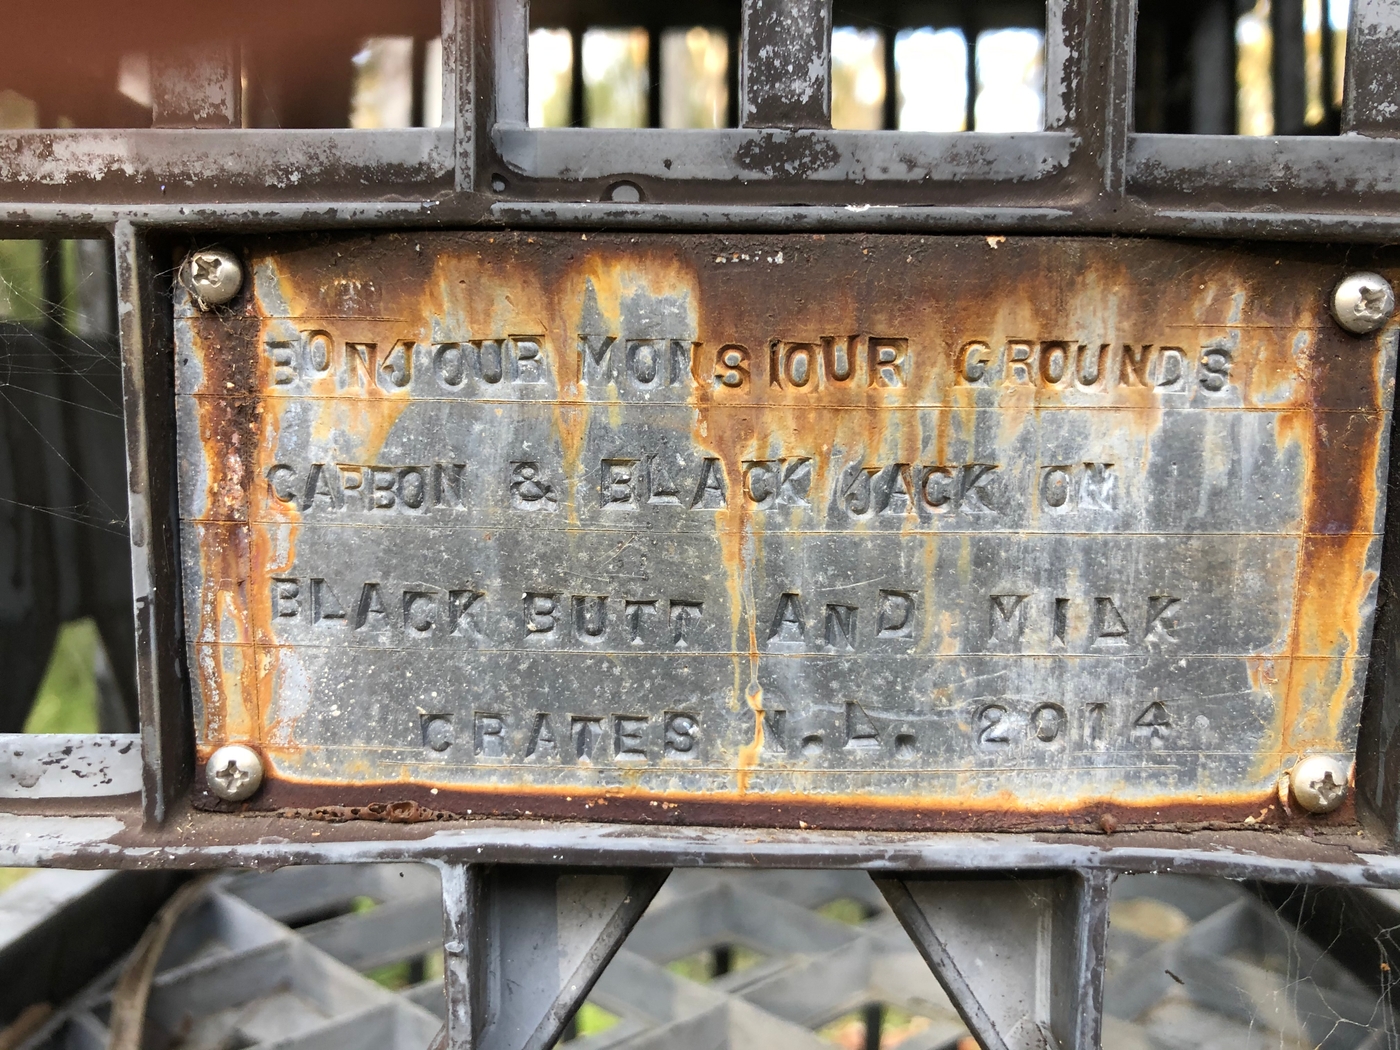 BONJOUR MONSIOUR GROUNDS
CARBON & BLACK JACK ON
BLACK BUTT AND MILK
CRATES N.L. 2014